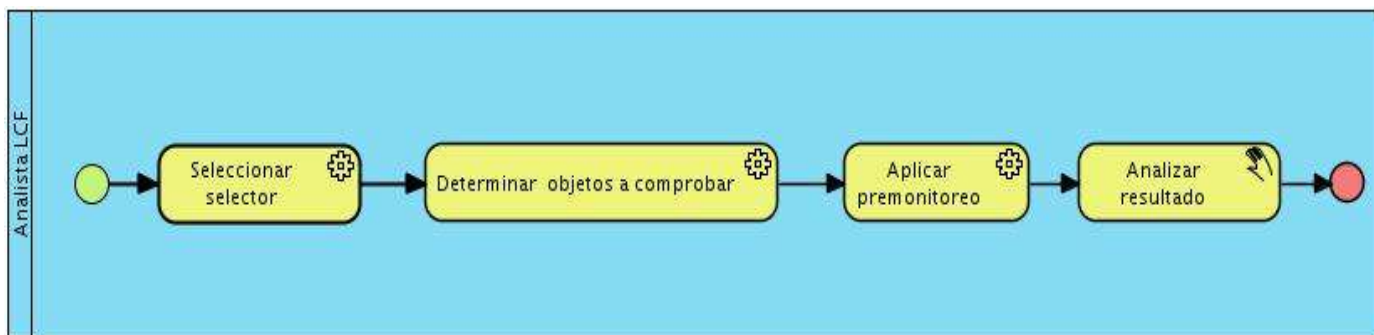 Analista LCF
Seleccionar
selector
Determinar objetos a comprobar
Aplicar
premonitoreo
Analizar
resultado